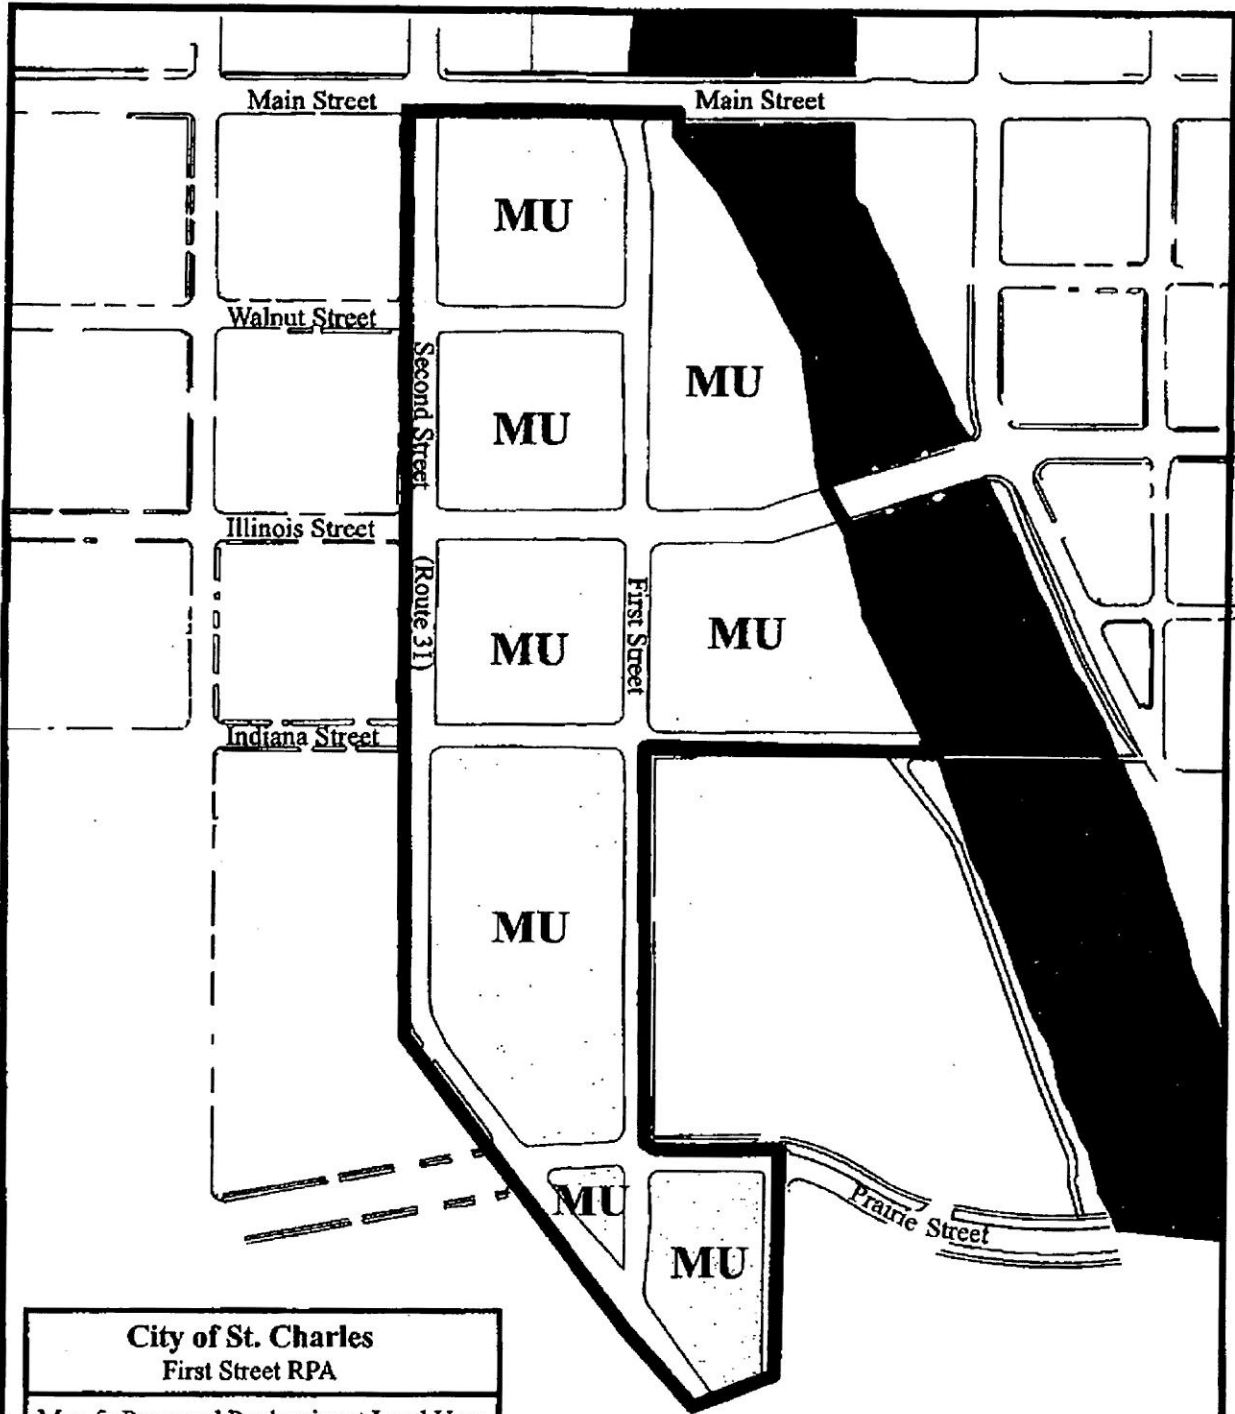 Main Street
Main Street
MU
Walnut Street
Second Street
MU
MU
Illinois Street
(Route 31)
First Street
MU
MU
Indiana Street
MU
MU
Prairie Street
MU
City of St. Charles
First Street RPA